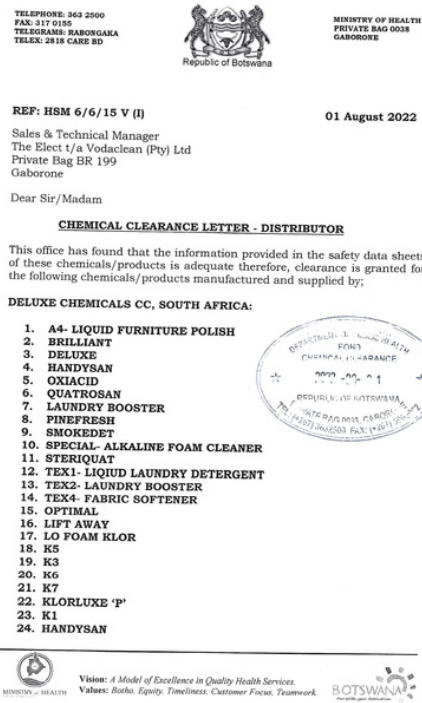 TELEPHONE: 363 2500
FAX: 317 0155
TELEGRAMS: RABONGAKA
TELEX: 2818 CARE BD
Republic of Botswana
MINISTRY OF HEALTH
PRIVATE BAG 0038
GABORONE
REF: HSM 6/6/15 V (I)
01 August 2022
Sales & Technical Manager
The Elect t/a Vodaclean (Pty) Ltd
Private Bag BR 199
Gaborone
Dear Sir/Madam
CHEMICAL CLEARANCE LETTER - DISTRIBUTOR
This office has found that the information provided in the safety data sheets
of these chemicals/products is adequate therefore, clearance is granted for
the following chemicals/products manufactured and supplied by;
DELUXE CHEMICALS CC, SOUTH AFRICA:
1. A4- LIQUID FURNITURE POLISH
2. BRILLIANT
3. DELUXE
4. HANDYSAN
5. OXIACID
6. QUATROSAN
7. LAUNDRY BOOSTER
8. PINEFRESH
9. SMOKEDET
10. SPECIAL- ALKALINE FOAM CLEANER
11. STERIQUAT
12. TEX1- LIQIUD LAUNDRY DETERGENT
13. TEX2- LAUNDRY BOOSTER
14. TEX4- FABRIC SOFTENER
15. OPTIMAL
16. LIFT AWAY
17. LO FOAM KLOR
18. K5
19. K3
20. K6
21. K7
22. KLORLUXE 'P'
23. K1
24. HANDYSAN
CHEMICAL CLEARANCE
REPUBLIC OF BOTSWANA
MINISTRY of HEALTH
Vision: A Model of Excellence in Quality Health Services.
Values: Botho, Equity, Timeliness, Customer Focus, Teamwork.
BOTSWANA